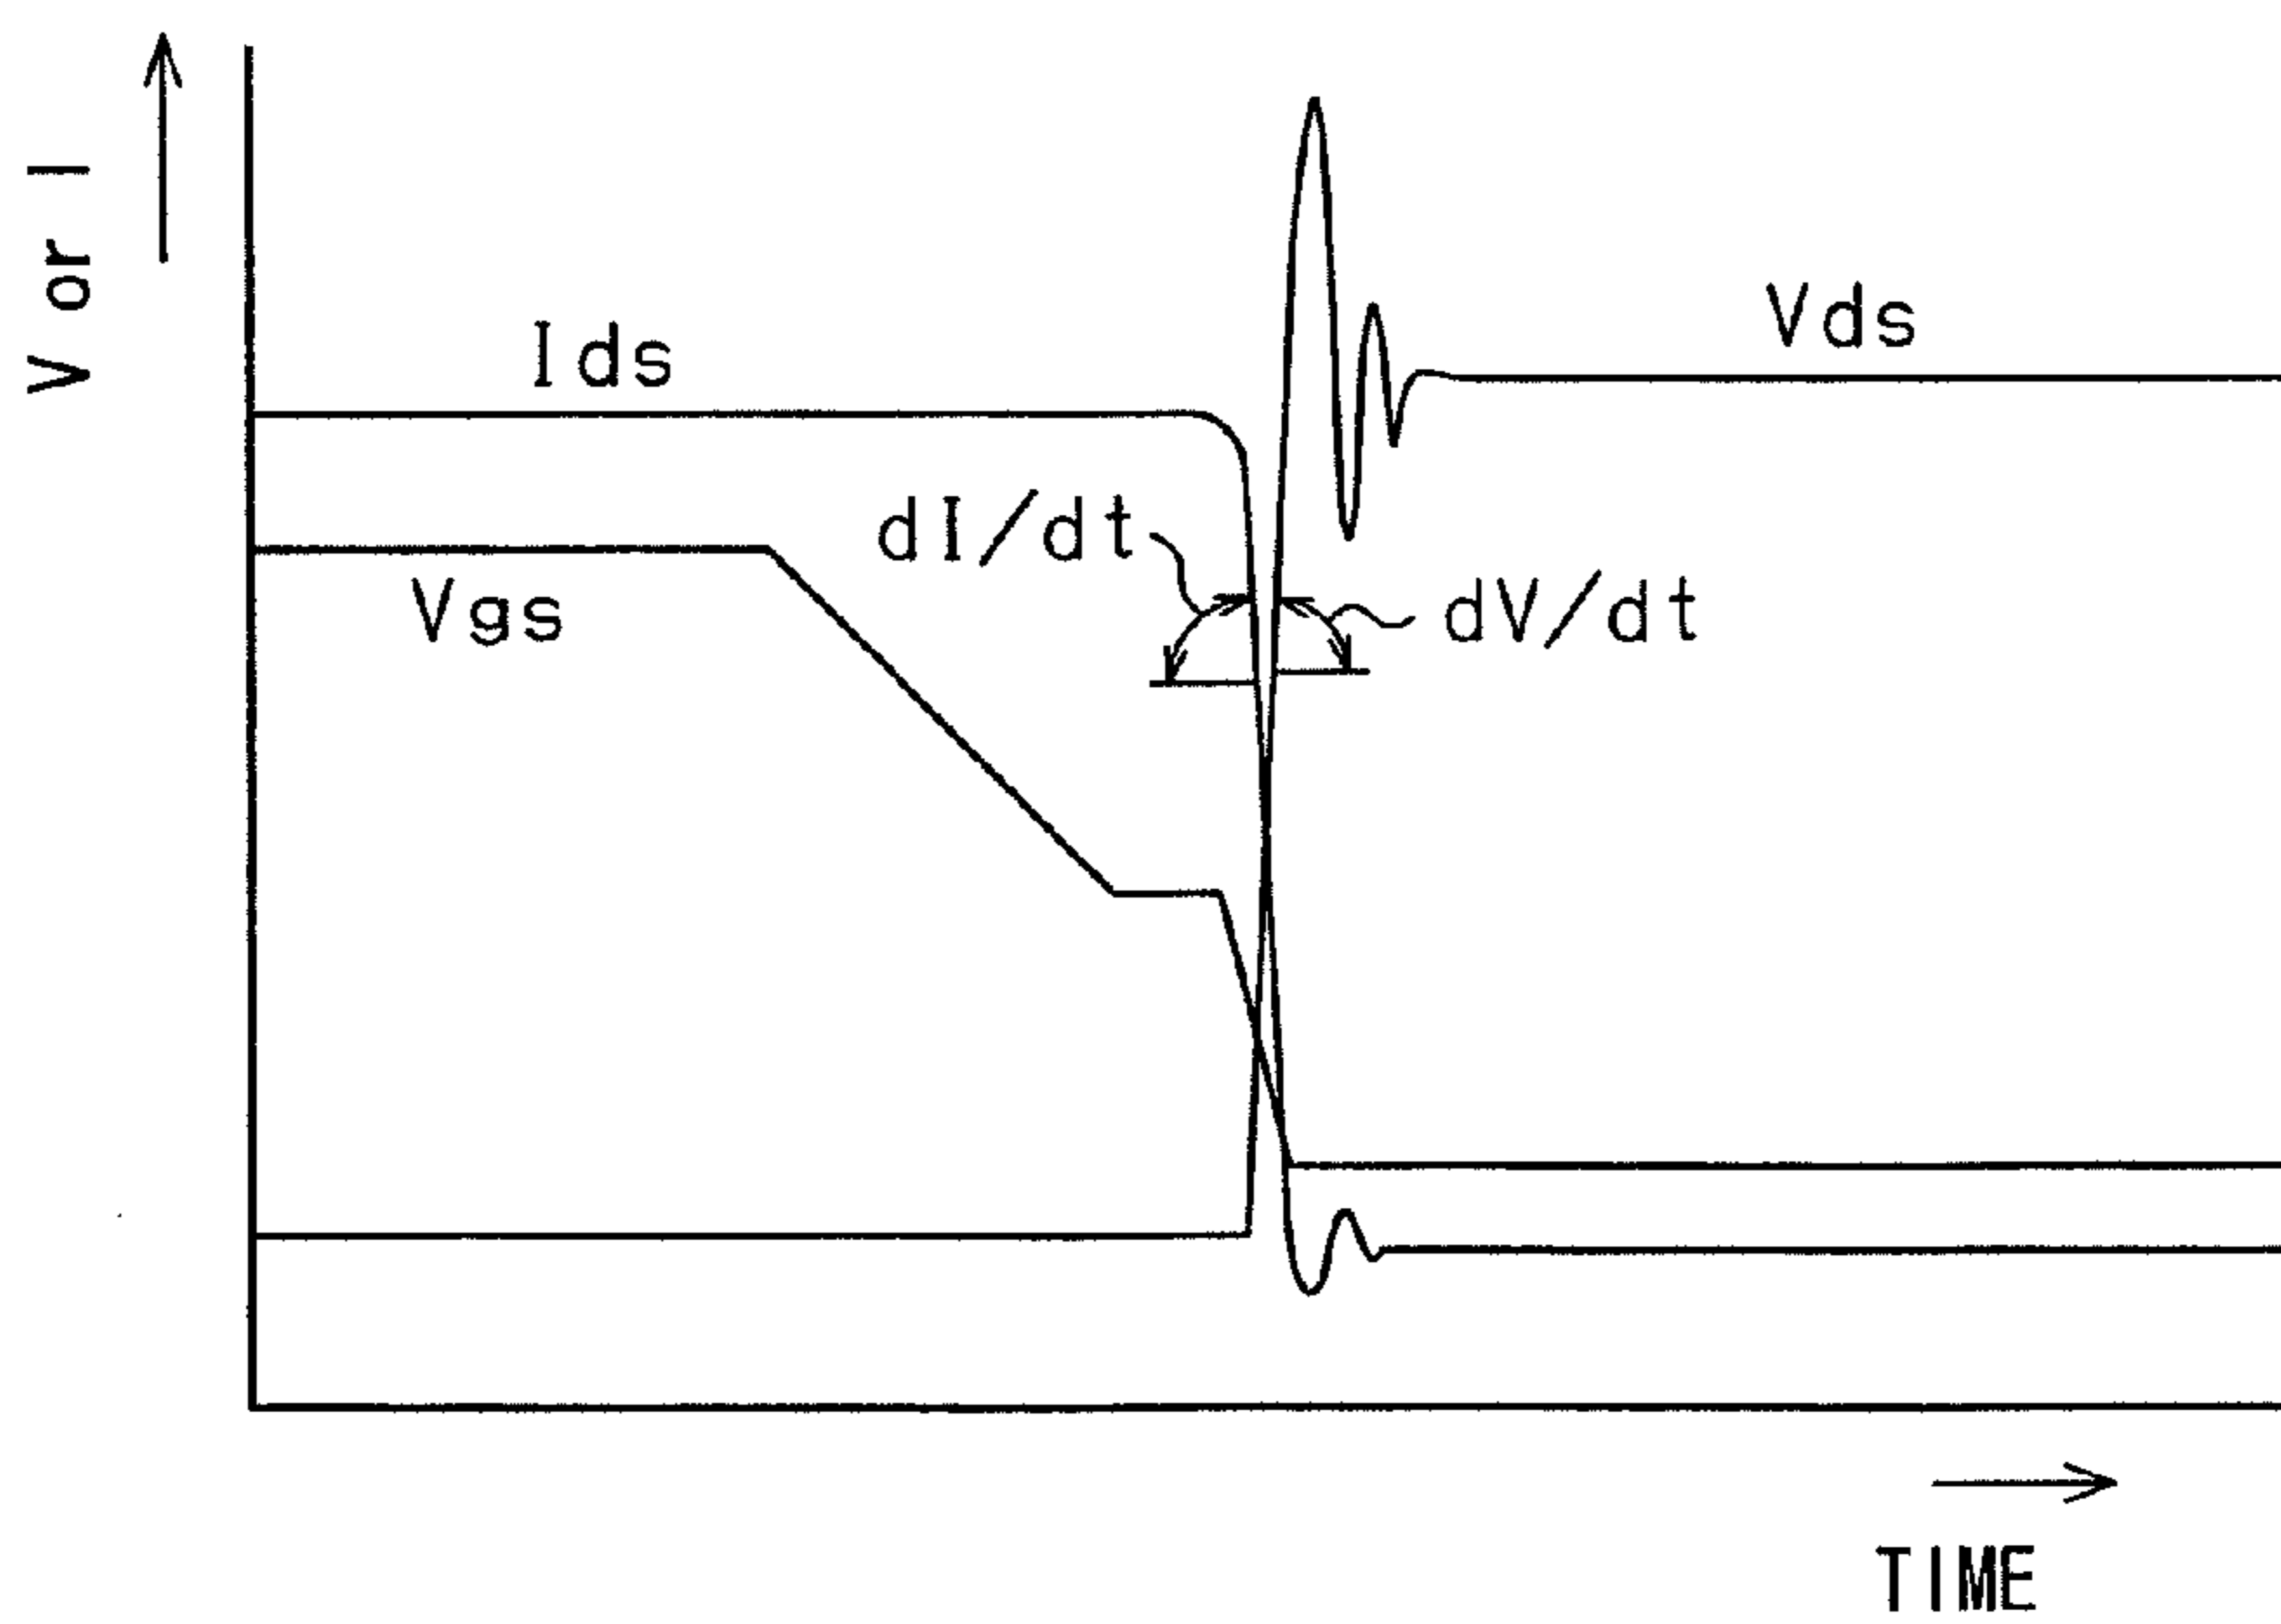 V or I
Ids
Vds
Vgs
dI/dt
dV/dt
TIME